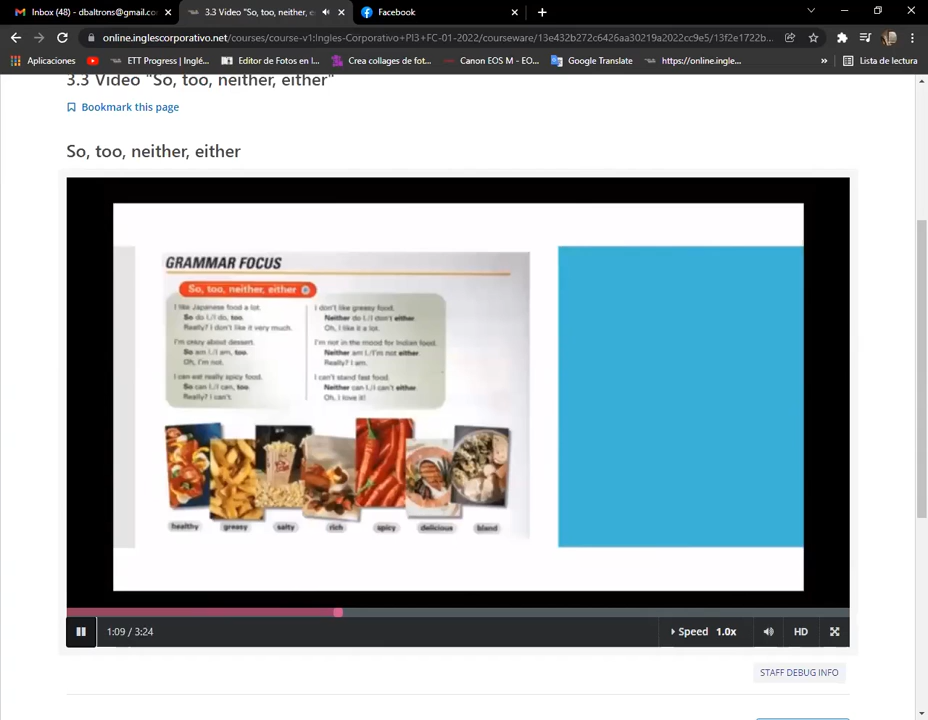 Inbox (48) - dbaltrons@gmail.co
3.3 Video "So, too, neither, e
Facebook
online.inglescorporativo.net/courses/course-v1:Ingles-Corporativo+PI3+FC-01-2022/courseware/13e432b272c6426aa30219a2022cc9e5/13f2e1722b...
Aplicaciones
ETT Progress | Inglé...
Editor de Fotos en l...
Crea collages de fot...
Canon EOS M - EO...
Google Translate
https://online.ingle...
»
Lista de lectura
3.3 Video "So, too, neither, either"
Bookmark this page
So, too, neither, either
GRAMMAR FOCUS
So, too, neither, either
I like Japanese food a lot.
So do I./I do, too.
Really? I don't like it very much.
I'm crazy about dessert.
So am I./I am, too.
Oh, I'm not.
I can eat really spicy food.
So can I./I can, too.
Really? I can't.
I don't like greasy food.
Neither do I./I don't either.
Oh, I like it a lot.
I'm not in the mood for Indian food.
Neither am I./I'm not either.
Really? I am.
I can't stand fast food.
Neither can I./I can't either.
Oh, I love it!
healthy greasy salty rich spicy delicious bland
1:09 / 3:24
Speed 1.0x
HD
STAFF DEBUG INFO